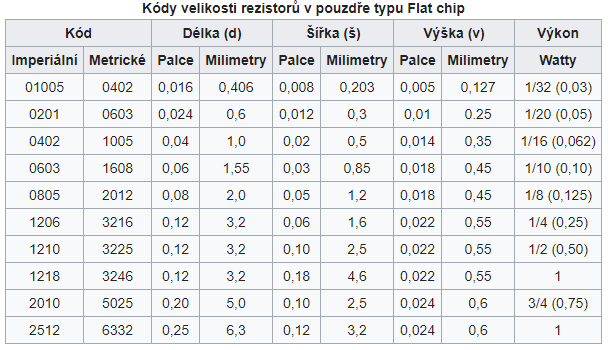 Kódy velikosti rezistorů v pouzdře typu Flat chip
Kód Délka (d) Šířka (š) Výška (v) Výkon
Imperiální Metrické Palce Milimetry Palce Milimetry Palce Milimetry Watty
01005 0402 0,016 0,406 0,008 0,203 0,005 0,127 1/32 (0,03)
0201 0603 0,024 0,6 0,012 0,3 0,01 0.25 1/20 (0,05)
0402 1005 0,04 1,0 0,02 0,5 0,014 0,35 1/16 (0,062)
0603 1608 0,06 1,55 0,03 0,85 0,018 0,45 1/10 (0,10)
0805 2012 0,08 2,0 0,05 1,2 0,018 0,45 1/8 (0,125)
1206 3216 0,12 3,2 0,06 1,6 0,022 0,55 1/4 (0,25)
1210 3225 0,12 3,2 0,10 2,5 0,022 0,55 1/2 (0,50)
1218 3246 0,12 3,2 0,18 4,6 0,022 0,55 1
2010 5025 0,20 5,0 0,10 2,5 0,024 0,6 3/4 (0,75)
2512 6332 0,25 6,3 0,12 3,2 0,024 0,6 1